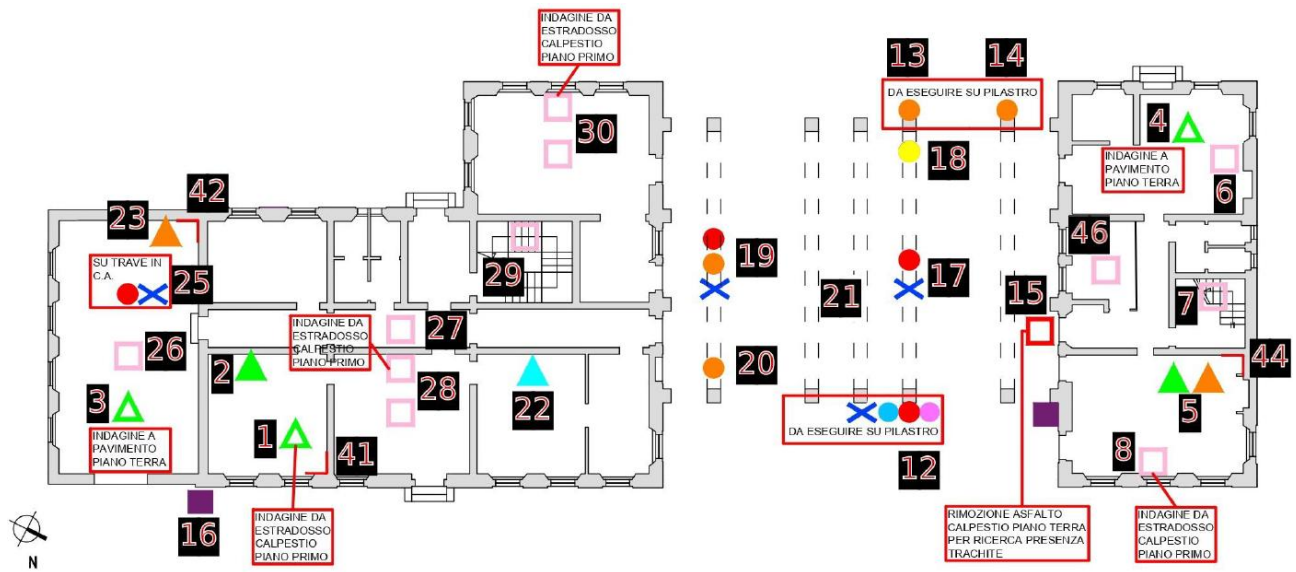 INDAGINE DA
ESTRADOSSO
CALPESTIO
PIANO PRIMO
30
13
14
DA ESEGUIRE SU PILASTRO
18
4
INDAGINE A
PAVIMENTO
PIANO TERRA
6
42
23
SU TRAVE IN
C.A.
25
29
19
17
21
46
7
15
26
3
INDAGINE A
PAVIMENTO
PIANO TERRA
2
INDAGINE DA
ESTRADOSSO
CALPESTIO
PIANO PRIMO
27
28
22
20
44
5
1
41
DA ESEGUIRE SU PILASTRO
12
8
16
INDAGINE DA
ESTRADOSSO
CALPESTIO
PIANO PRIMO
RIMOZIONE ASFALTO
CALPESTIO PIANO TERRA
PER RICERCA PRESENZA
TRACHITE
INDAGINE DA
ESTRADOSSO
CALPESTIO
PIANO PRIMO
N